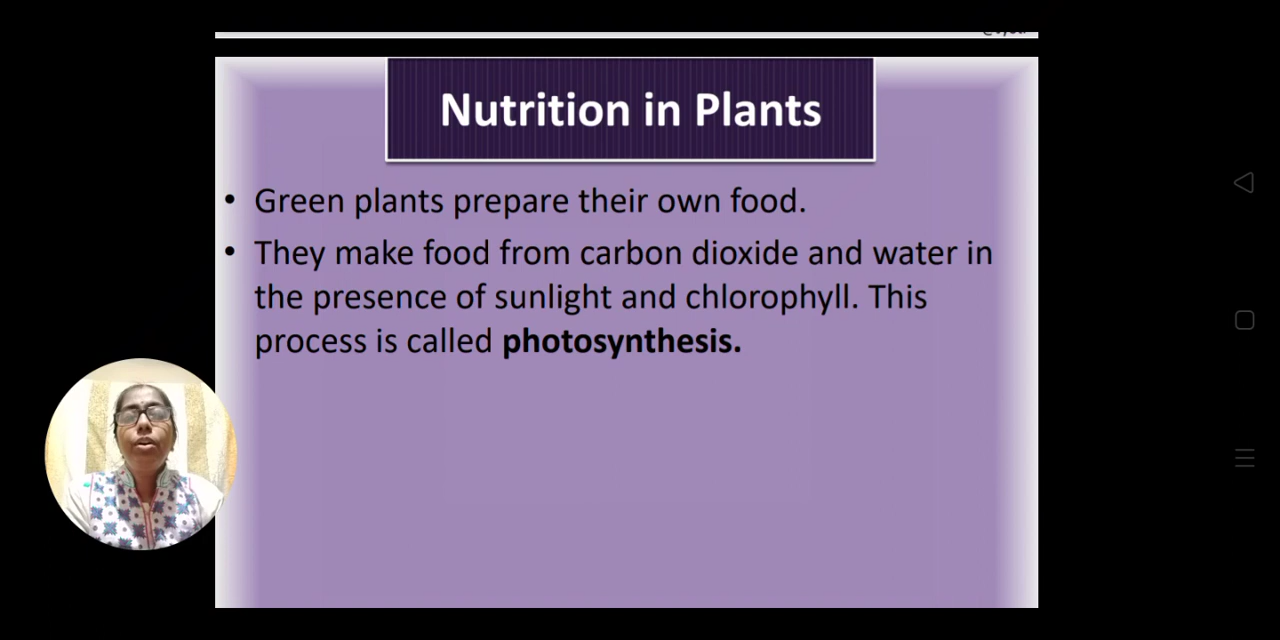 Nutrition in Plants
• Green plants prepare their own food.
• They make food from carbon dioxide and water in
the presence of sunlight and chlorophyll. This
process is called photosynthesis.